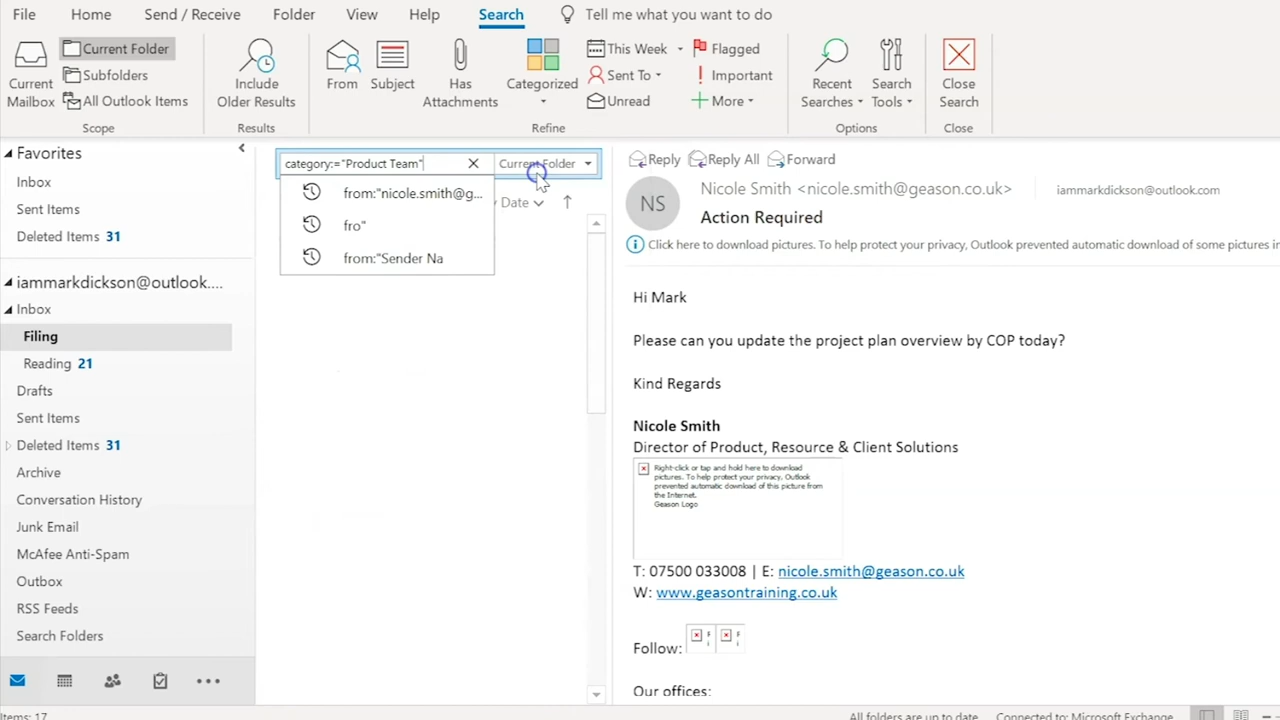 File Home Send / Receive Folder View Help Search Tell me what you want to do
Current Mailbox
Current Folder
Subfolders
All Outlook Items
Scope
Include Older Results
Results
From
Subject
Has Attachments
Categorized
This Week
Sent To
Unread
Flagged
Important
More
Refine
Recent Searches
Search Tools
Options
Close Search
Close
Favorites
Inbox
Sent Items
Deleted Items 31
iammarkdickson@outlook....
Inbox
Filing
Reading 21
Drafts
Sent Items
Deleted Items 31
Archive
Conversation History
Junk Email
McAfee Anti-Spam
Outbox
RSS Feeds
Search Folders
category:="Product Team" Current Folder
from:"nicole.smith@g...
fro"
from:"Sender Na
Date
Reply Reply All Forward
NS
Nicole Smith <nicole.smith@geason.co.uk> iammarkdickson@outlook.com
Action Required
Click here to download pictures. To help protect your privacy, Outlook prevented automatic download of some pictures in
Hi Mark
Please can you update the project plan overview by COP today?
Kind Regards
Nicole Smith
Director of Product, Resource & Client Solutions
Right-click or tap and hold here to download
pictures. To help protect your privacy, Outlook
prevented automatic download of this picture from
the Internet.
Geason Logo
T: 07500 033008 | E: nicole.smith@geason.co.uk
W: www.geasontraining.co.uk
Follow:
Our offices:
Items: 17 All folders are up to date. Connected to: Microsoft Exchange